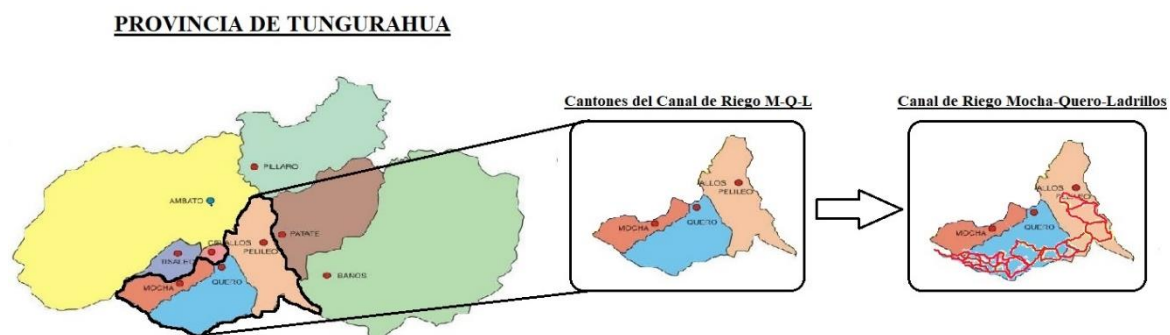 PROVINCIA DE TUNGURAHUA
Cantones del Canal de Riego M-Q-L
Canal de Riego Mocha-Quero-Ladrillos
PILLARO
AMBATO
CEVALLOS
PATATE
TISALEO
PELILEO
BAÑOS
MOCHA
QUERO
ALLOS
PELILEO
QUERO
MOCHA
ALLOS
PELILEO
QUERO
MOCHA